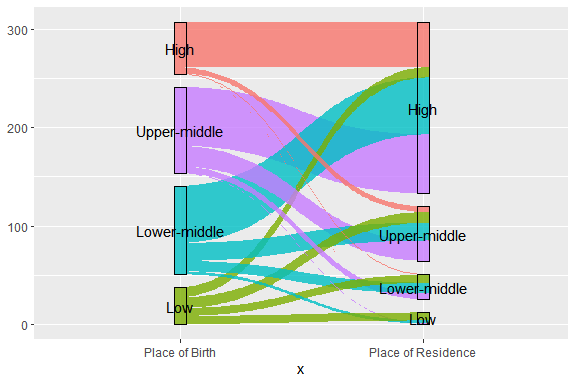 300
200
100
0
High
Upper-middle
Lower-middle
Low
High
Upper-middle
Lower-middle
Low
Place of Birth
Place of Residence
x